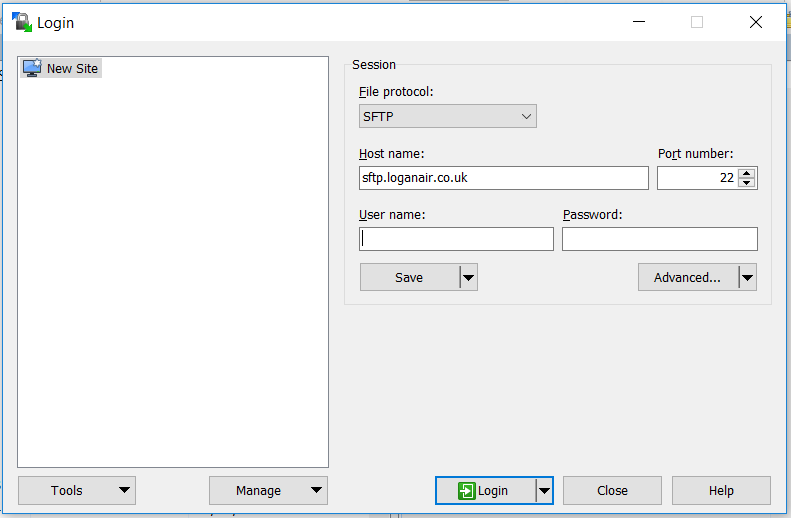 Login
New Site
Session
File protocol:
SFTP
Host name:
Port number:
sftp.loganair.co.uk
22
User name:
Password:
Save
Advanced...
Tools
Manage
Login
Close
Help